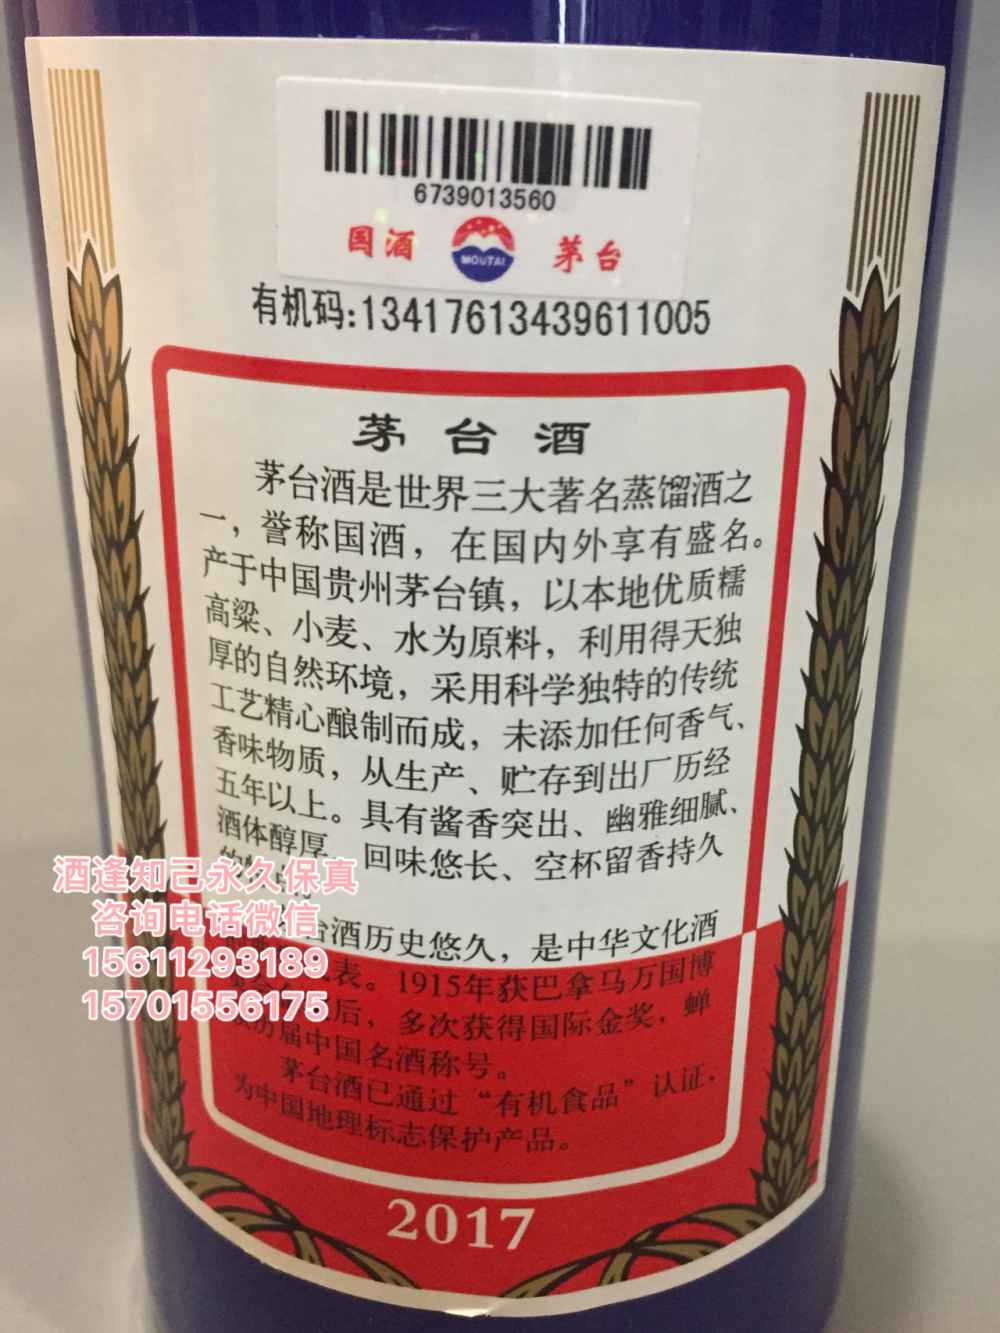 6739013560
国酒 MOUTAI 茅台
有机码:13417613439611005
茅台酒
茅台酒是世界三大著名蒸馏酒之
一，誉称国酒，在国内外享有盛名。
产于中国贵州茅台镇，以本地优质糯
高粱、小麦、水为原料，利用得天独
厚的自然环境，采用科学独特的传统
工艺精心酿制而成，未添加任何香气、
香味物质，从生产、贮存到出厂历经
五年以上。具有酱香突出、幽雅细腻、
酒体醇厚、回味悠长、空杯留香持久
酒逢知己永久保真
咨询电话微信
15611293189
15701556175
台酒历史悠久，是中华文化酒
表。1915年获巴拿马万国博
后，多次获得国际金奖，蝉
历届中国名酒称号。
茅台酒已通过“有机食品”认证，
为中国地理标志保护产品。
2017